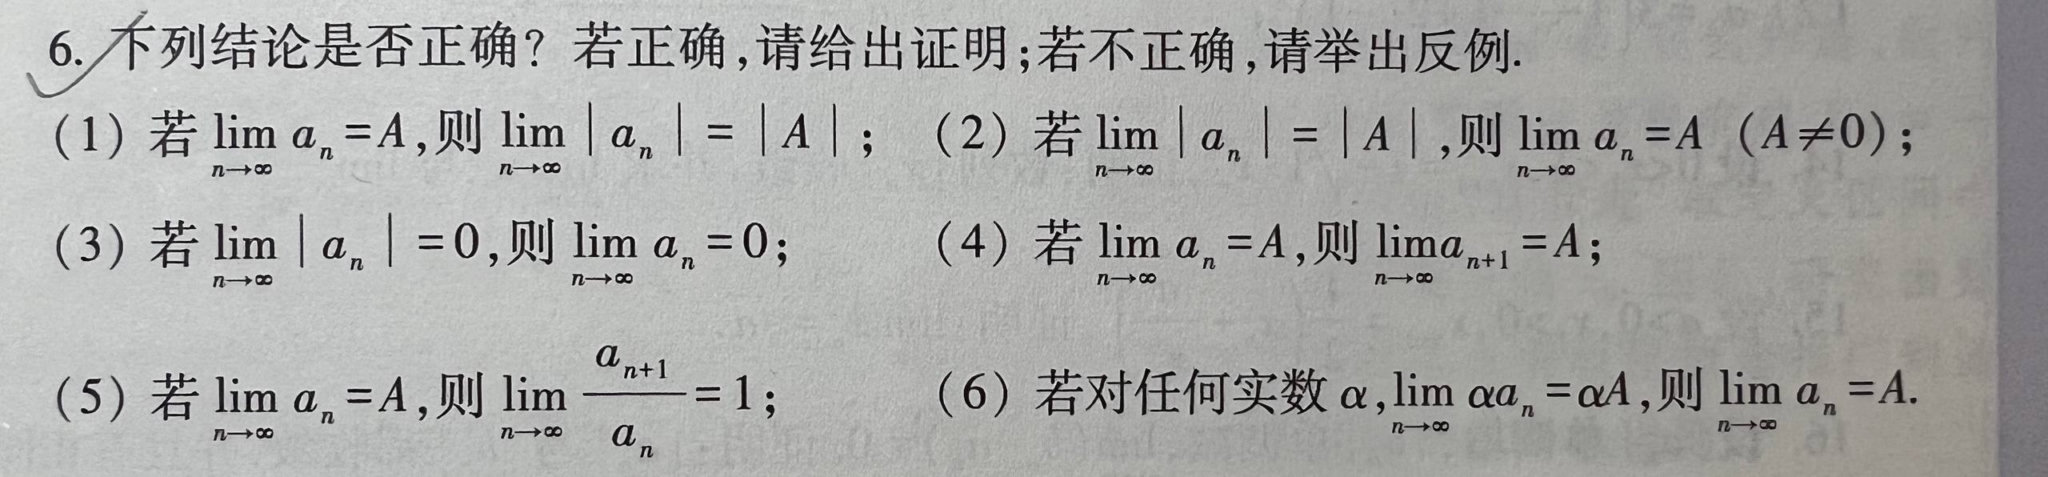 6. 下列结论是否正确？若正确,请给出证明;若不正确,请举出反例.
(1) 若 lim_{n→∞} a_n = A, 则 lim_{n→∞} |a_n| = |A|; (2) 若 lim_{n→∞} |a_n| = |A|, 则 lim_{n→∞} a_n = A (A≠0);
(3) 若 lim_{n→∞} |a_n| = 0, 则 lim_{n→∞} a_n = 0; (4) 若 lim_{n→∞} a_n = A, 则 lim_{n→∞} a_{n+1} = A;
(5) 若 lim_{n→∞} a_n = A, 则 lim_{n→∞} \frac{a_{n+1}}{a_n} = 1; (6) 若对任何实数 α, lim_{n→∞} αa_n = αA, 则 lim_{n→∞} a_n = A.